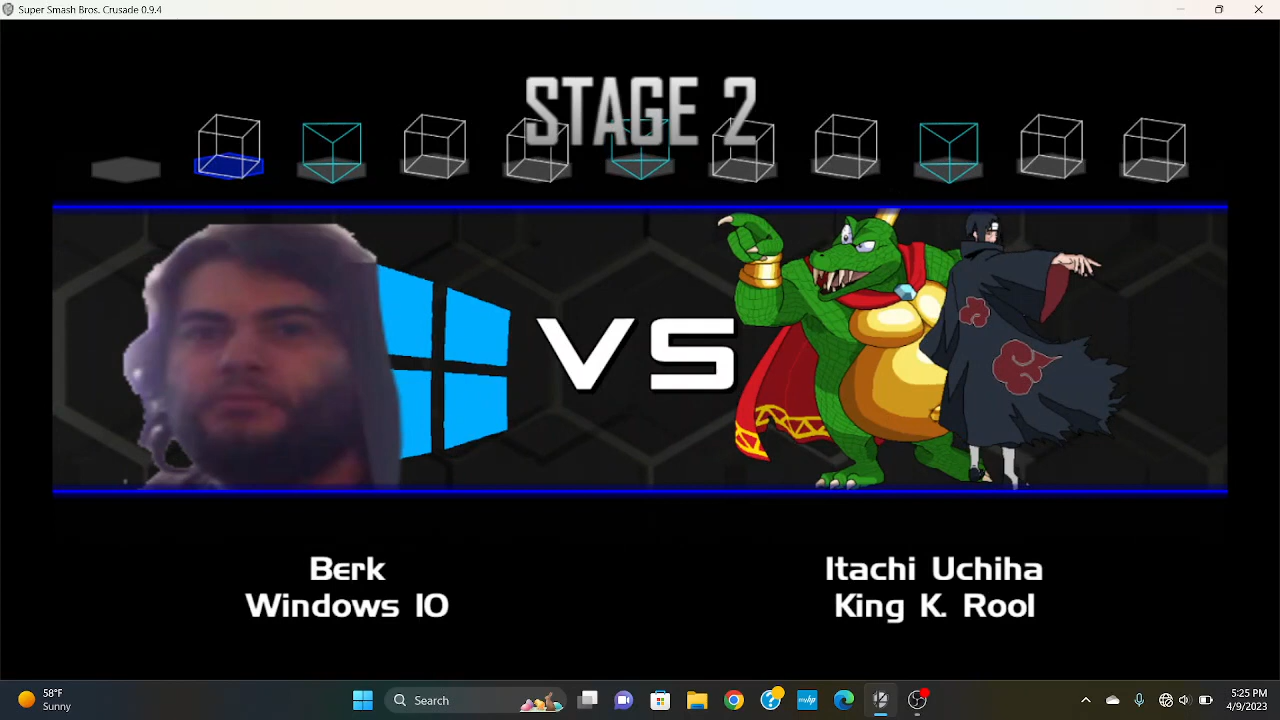 Super Smash Bros. Crusade 0.9.4
STAGE 2
VS
Berk
Windows 10
Itachi Uchiha
King K. Rool
58°F
Sunny
Search
myhp
5:25 PM
4/9/2023